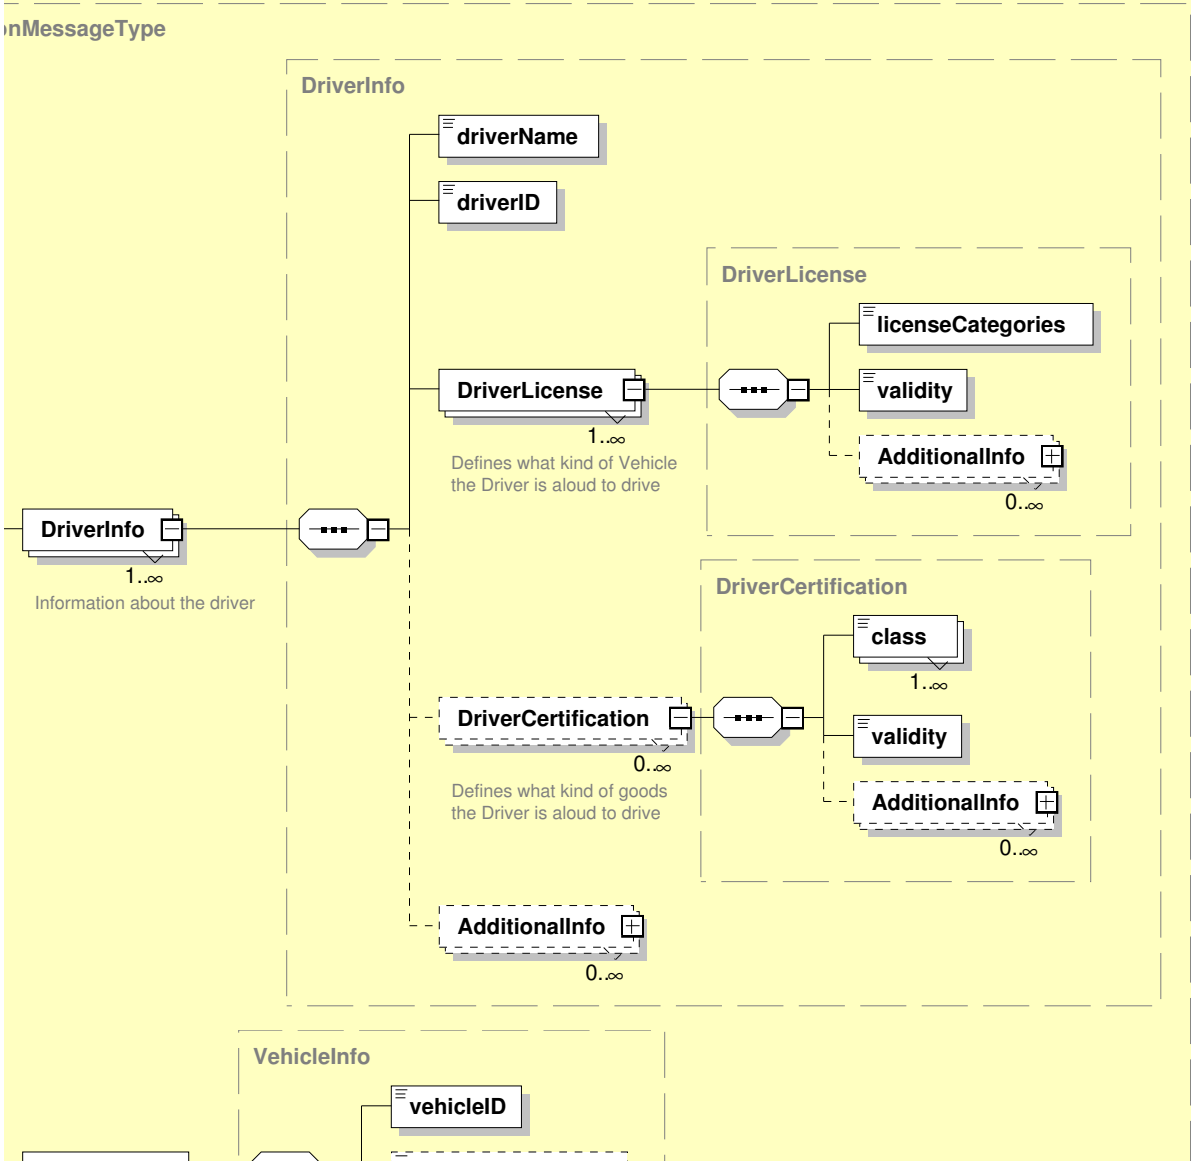 onMessageType
DriverInfo
driverName
driverID
DriverLicense
licenseCategories
DriverLicense
validity
1..∞
Defines what kind of Vehicle
the Driver is aloud to drive
AdditionalInfo
0..∞
DriverInfo
1..∞
Information about the driver
DriverCertification
class
1..∞
DriverCertification
validity
0..∞
Defines what kind of goods
the Driver is aloud to drive
AdditionalInfo
0..∞
AdditionalInfo
0..∞
VehicleInfo
vehicleID